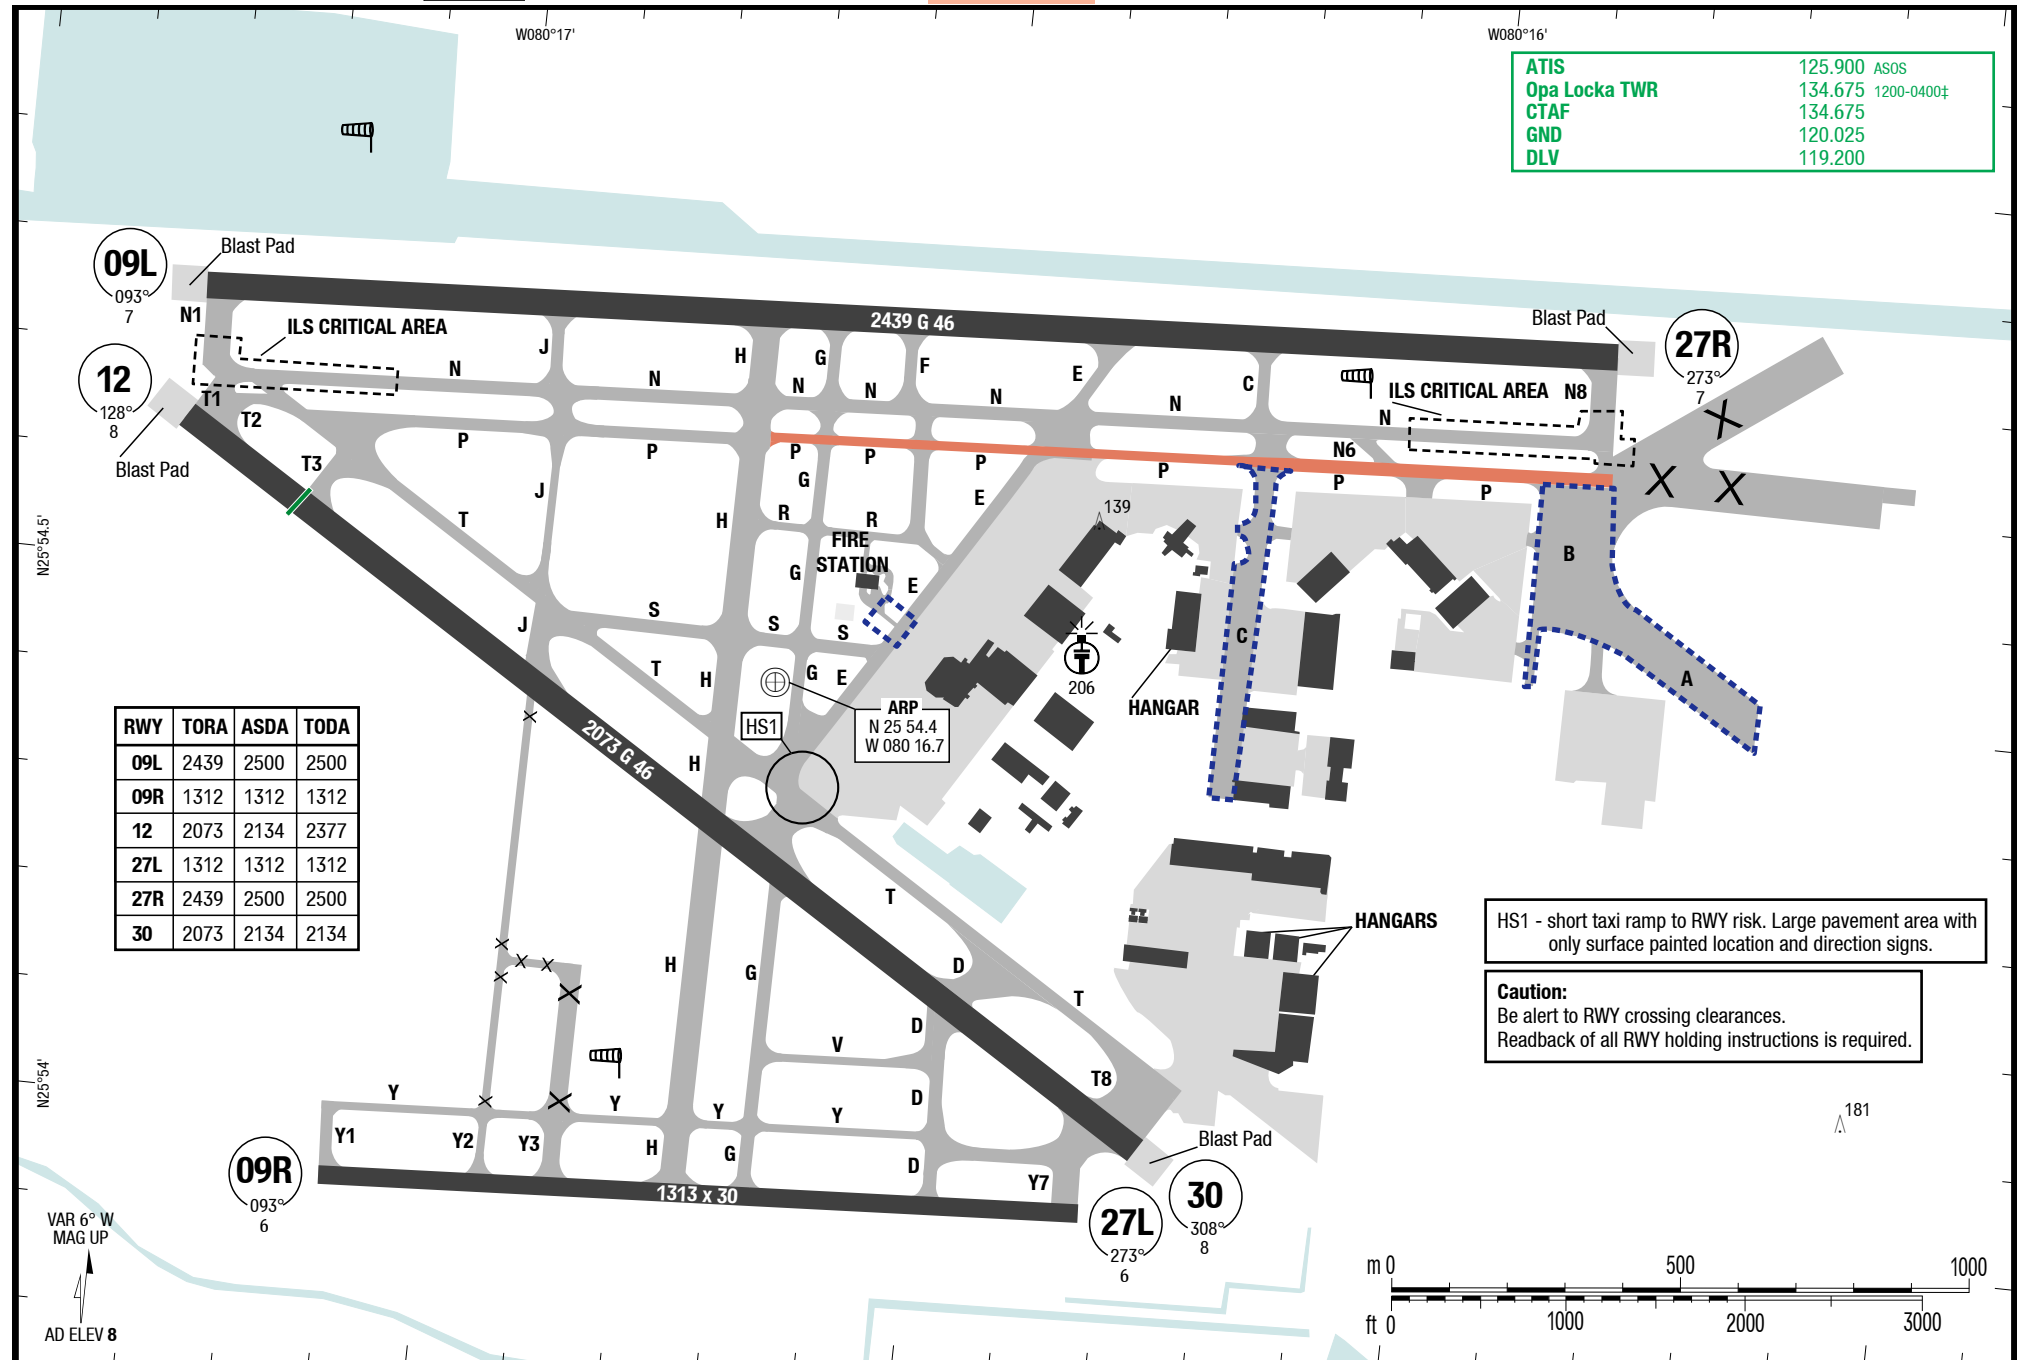 W080°17'
W080°16'
ATIS 125.900 ASOS
Opa Locka TWR 134.675 1200-0400‡
CTAF 134.675
GND 120.025
DLV 119.200
09L
093°
7
Blast Pad
N1
ILS CRITICAL AREA
2439 G 46
Blast Pad
27R
273°
7
12
128°
8
Blast Pad
T1
T2
T3
J
H
G
F
E
C
N
N
N
N
N
N
N
ILS CRITICAL AREA
N8
N6
P
P
P
P
P
P
P
P
J
G
E
T
H
R
R
139
N25°54.5'
FIRE
STATION
G
E
B
J
S
S
S
C
T
H
G
E
A
206
HANGAR
ARP
N 25 54.4
W 080 16.7
HS1
H
2073 G 46
RWY TORA ASDA TODA
09L 2439 2500 2500
09R 1312 1312 1312
12 2073 2134 2377
27L 1312 1312 1312
27R 2439 2500 2500
30 2073 2134 2134
T
HANGARS
H
G
D
T
HS1 - short taxi ramp to RWY risk. Large pavement area with
only surface painted location and direction signs.
Caution:
Be alert to RWY crossing clearances.
Readback of all RWY holding instructions is required.
D
V
T8
N25°54'
Y
Y
Y
Y
D
181
Y1
Y2
Y3
H
G
D
Y7
Blast Pad
09R
093°
6
1313 x 30
27L
273°
6
30
308°
8
VAR 6° W
MAG UP
AD ELEV 8
m 0 500 1000
ft 0 1000 2000 3000